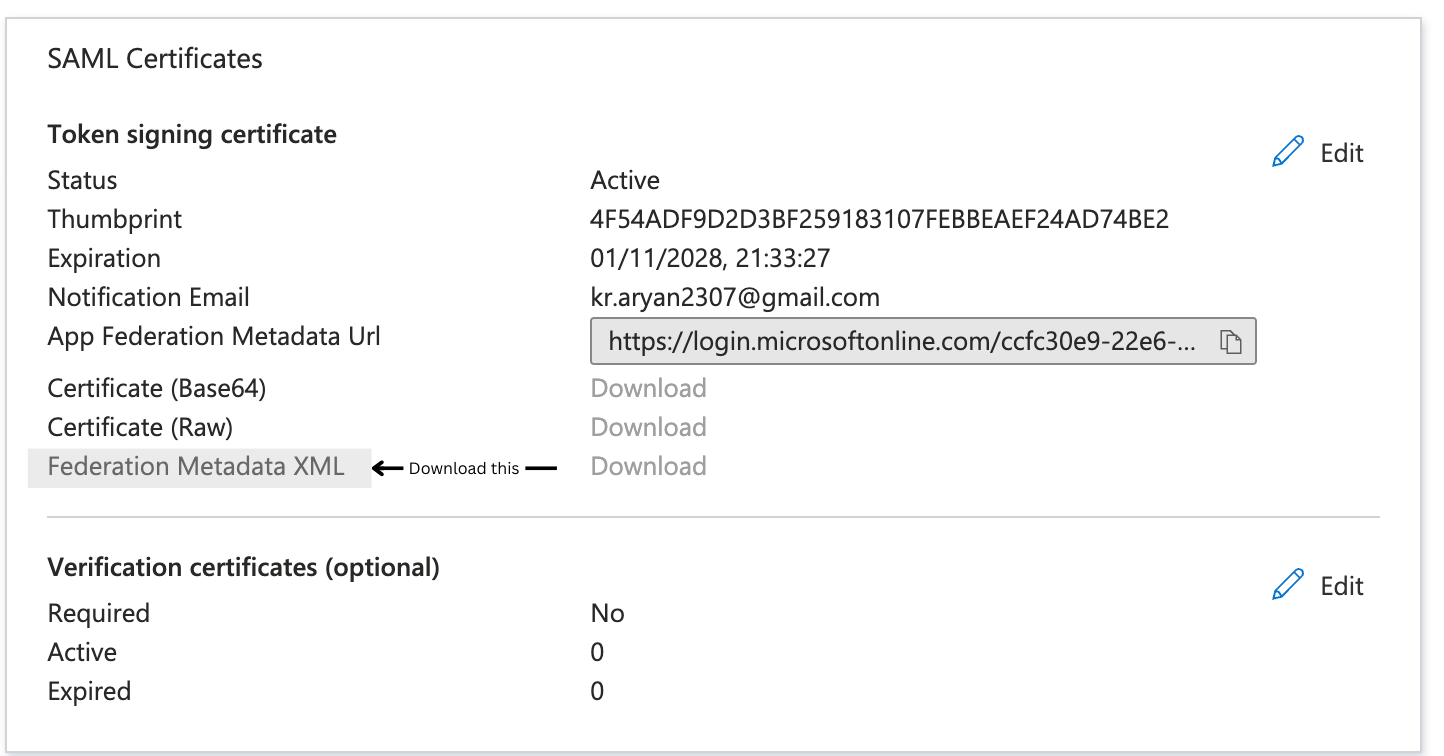 SAML Certificates
Token signing certificate
Edit
Status Active
Thumbprint 4F54ADF9D2D3BF259183107FEBBEAEF24AD74BE2
Expiration 01/11/2028, 21:33:27
Notification Email kr.aryan2307@gmail.com
App Federation Metadata Url https://login.microsoftonline.com/ccfc30e9-22e6-...
Certificate (Base64) Download
Certificate (Raw) Download
Federation Metadata XML Download this Download
Verification certificates (optional)
Edit
Required No
Active 0
Expired 0